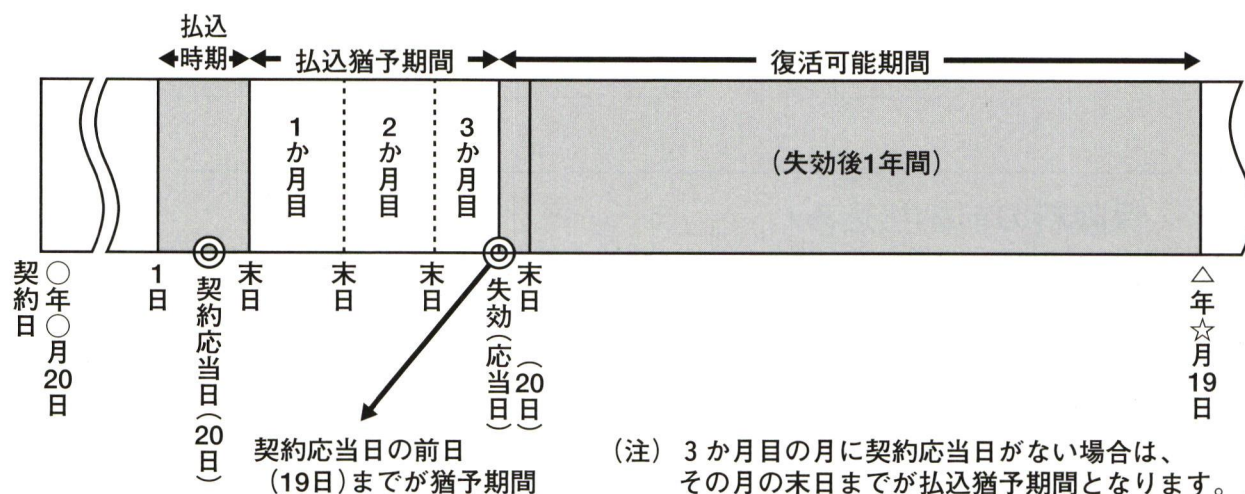 払込
時期
払込猶予期間
復活可能期間
1か月目
2か月目
3か月目
(失効後1年間)
契約日
○年○月20日
1日
契約応当日(20日)
末日
末日
末日
失効(応当日)
末日
(20日)
△年☆月19日
契約応当日の前日
(19日)までが猶予期間
(注) 3か月目の月に契約応当日がない場合は、
その月の末日までが払込猶予期間となります。